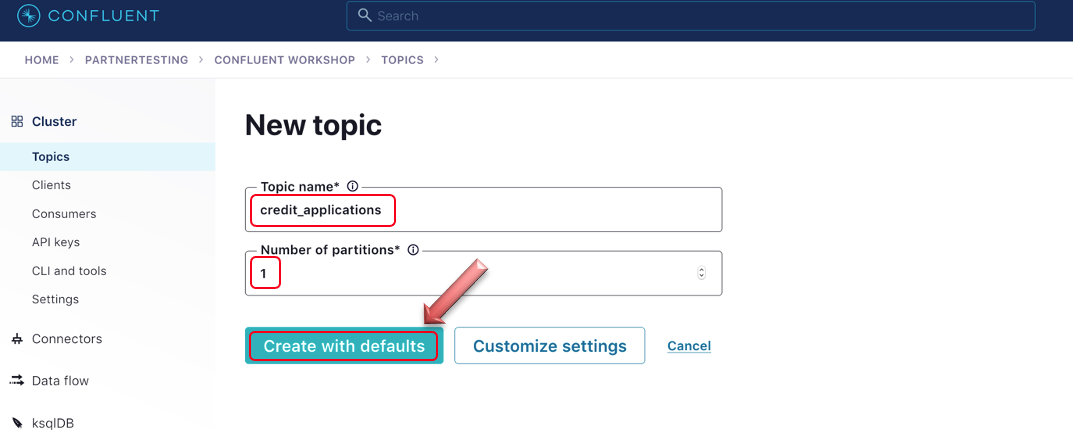 CONFLUENT
Search
HOME > PARTNERTESTING > CONFLUENT WORKSHOP > TOPICS >
Cluster
Topics
Clients
Consumers
API keys
CLI and tools
Settings
Connectors
Data flow
ksqlDB
New topic
Topic name*
credit_applications
Number of partitions*
1
Create with defaults Customize settings Cancel